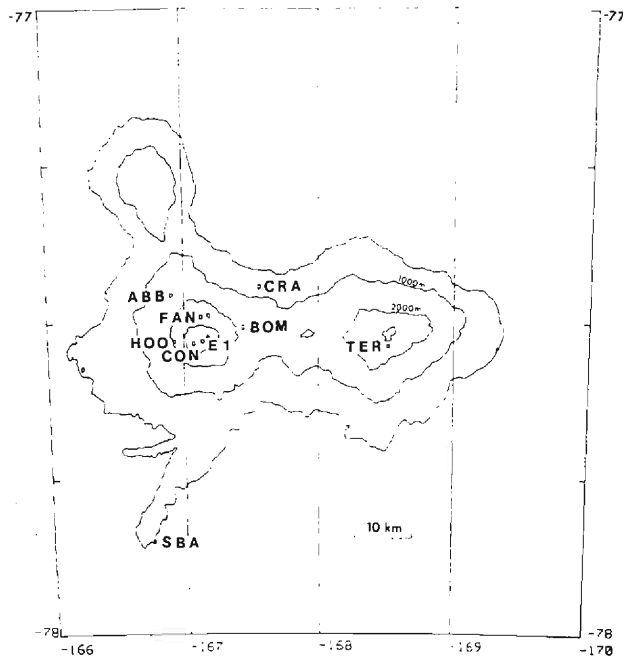 -77
-77
1000m
CRA
ABB
2000m
FAN
BOM
HOO
E1
TER
CON
10 km
SBA
-78
-78
-166
-167
-168
-169
-170